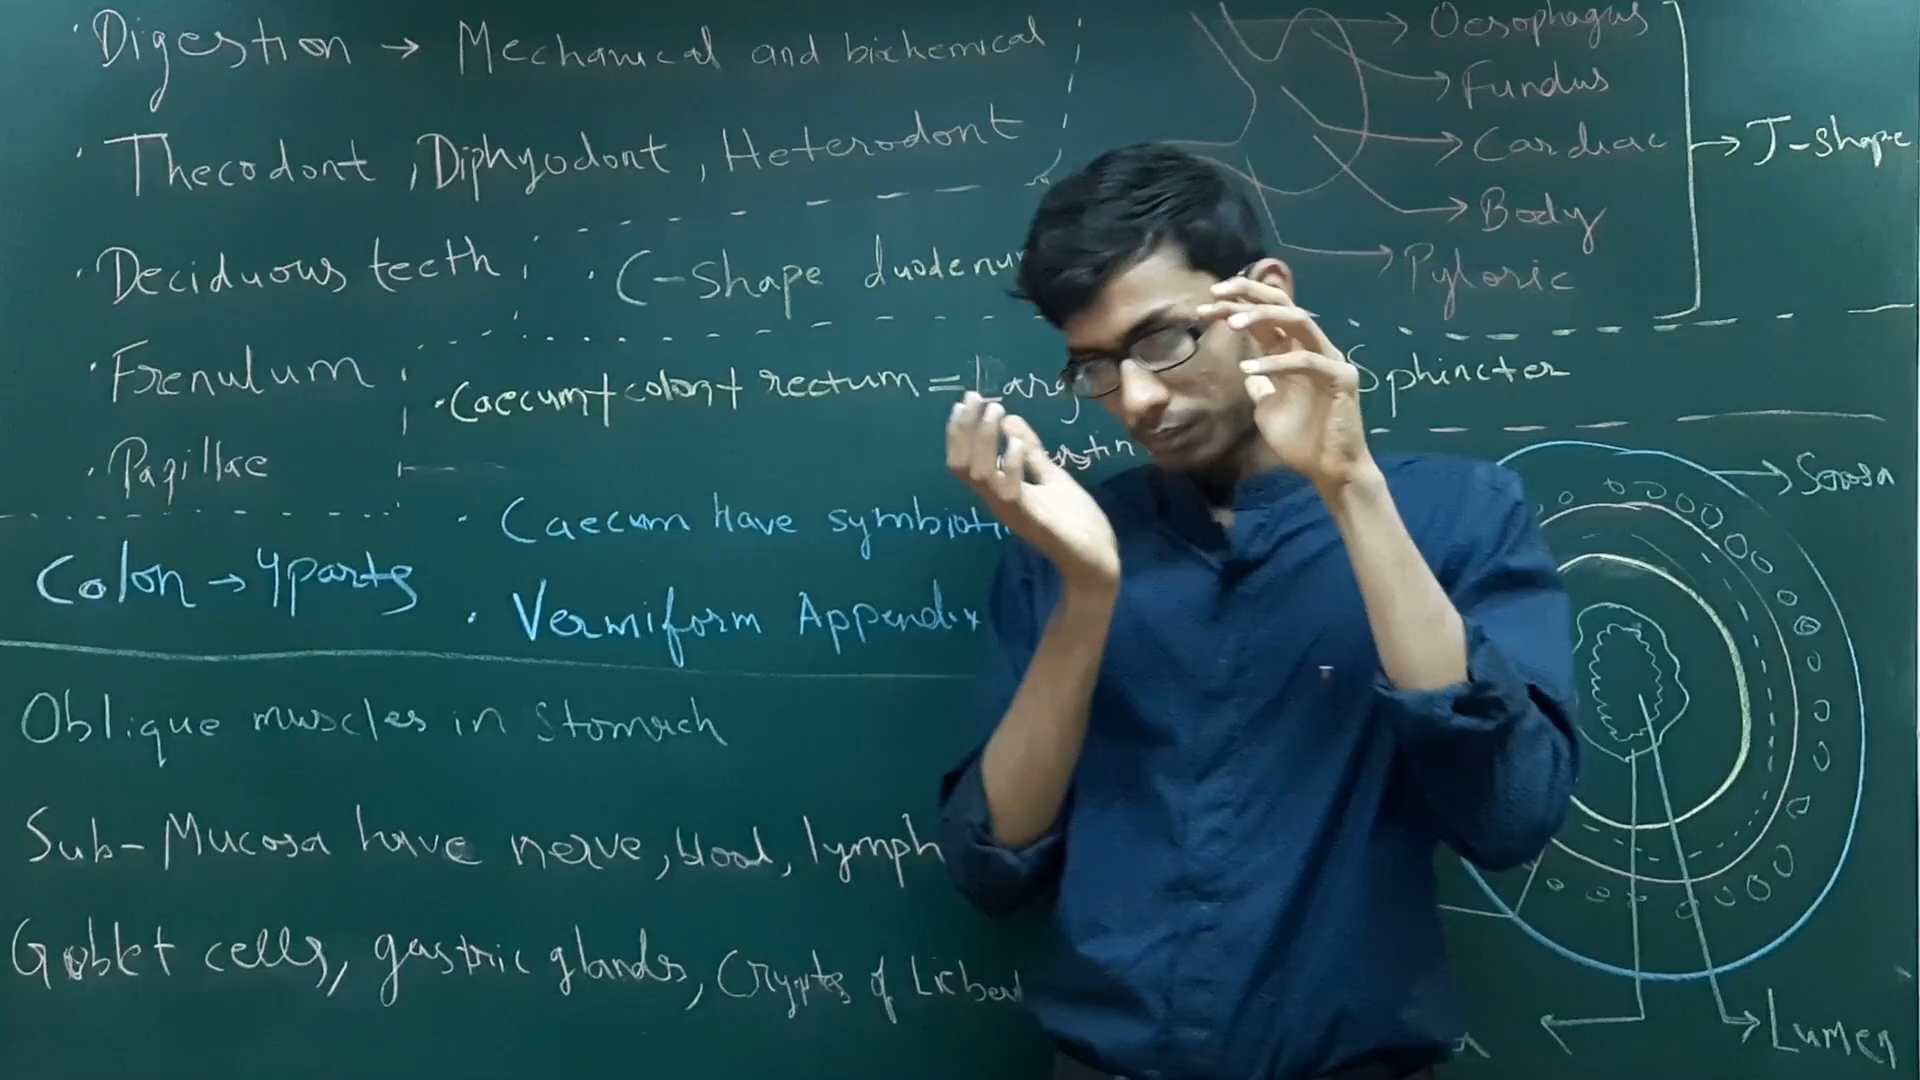 Digestion → Mechanical and biochemical
Thecodont, Diphyodont, Heterodont
Deciduous teeth
Frenulum
Papillae
C-Shape
Caecum + colon + rectum =
Colon → 4 parts
Caecum have
Vermiform Appendix
Oesophagus
Fundus
Cardiac
Body
Pyloric
J-shape
Sphincter
Oblique muscles in Stomach
Sub-Mucosa have nerve, blood, lymph
Goblet cells, gastric glands, Crypts of
Serosa
Lumen